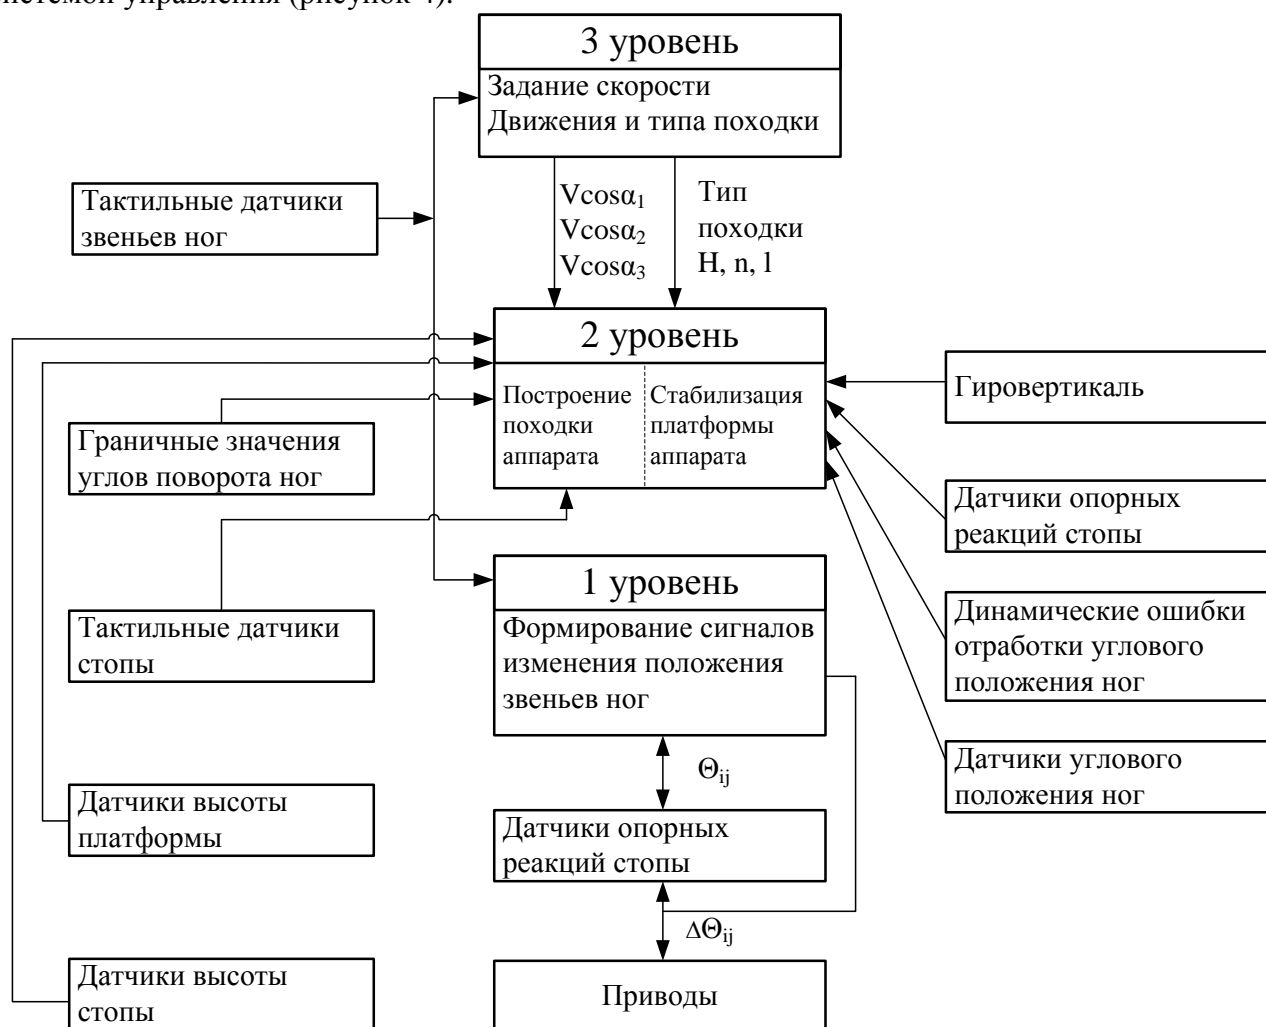 системой управления (рисунок 4).
3 уровень
Задание скорости
Движения и типа походки
Тактильные датчики
звеньев ног
Vcosα₁
Vcosα₂
Vcosα₃
Тип
походки
H, n, l
2 уровень
Построение
походки
аппарата
Стабилизация
платформы
аппарата
Гировертикаль
Граничные значения
углов поворота ног
Датчики опорных
реакций стопы
1 уровень
Формирование сигналов
изменения положения
звеньев ног
Тактильные датчики
стопы
Динамические ошибки
отработки углового
положения ног
Θij
Датчики углового
положения ног
Датчики высоты
платформы
Датчики опорных
реакций стопы
ΔΘij
Датчики высоты
стопы
Приводы